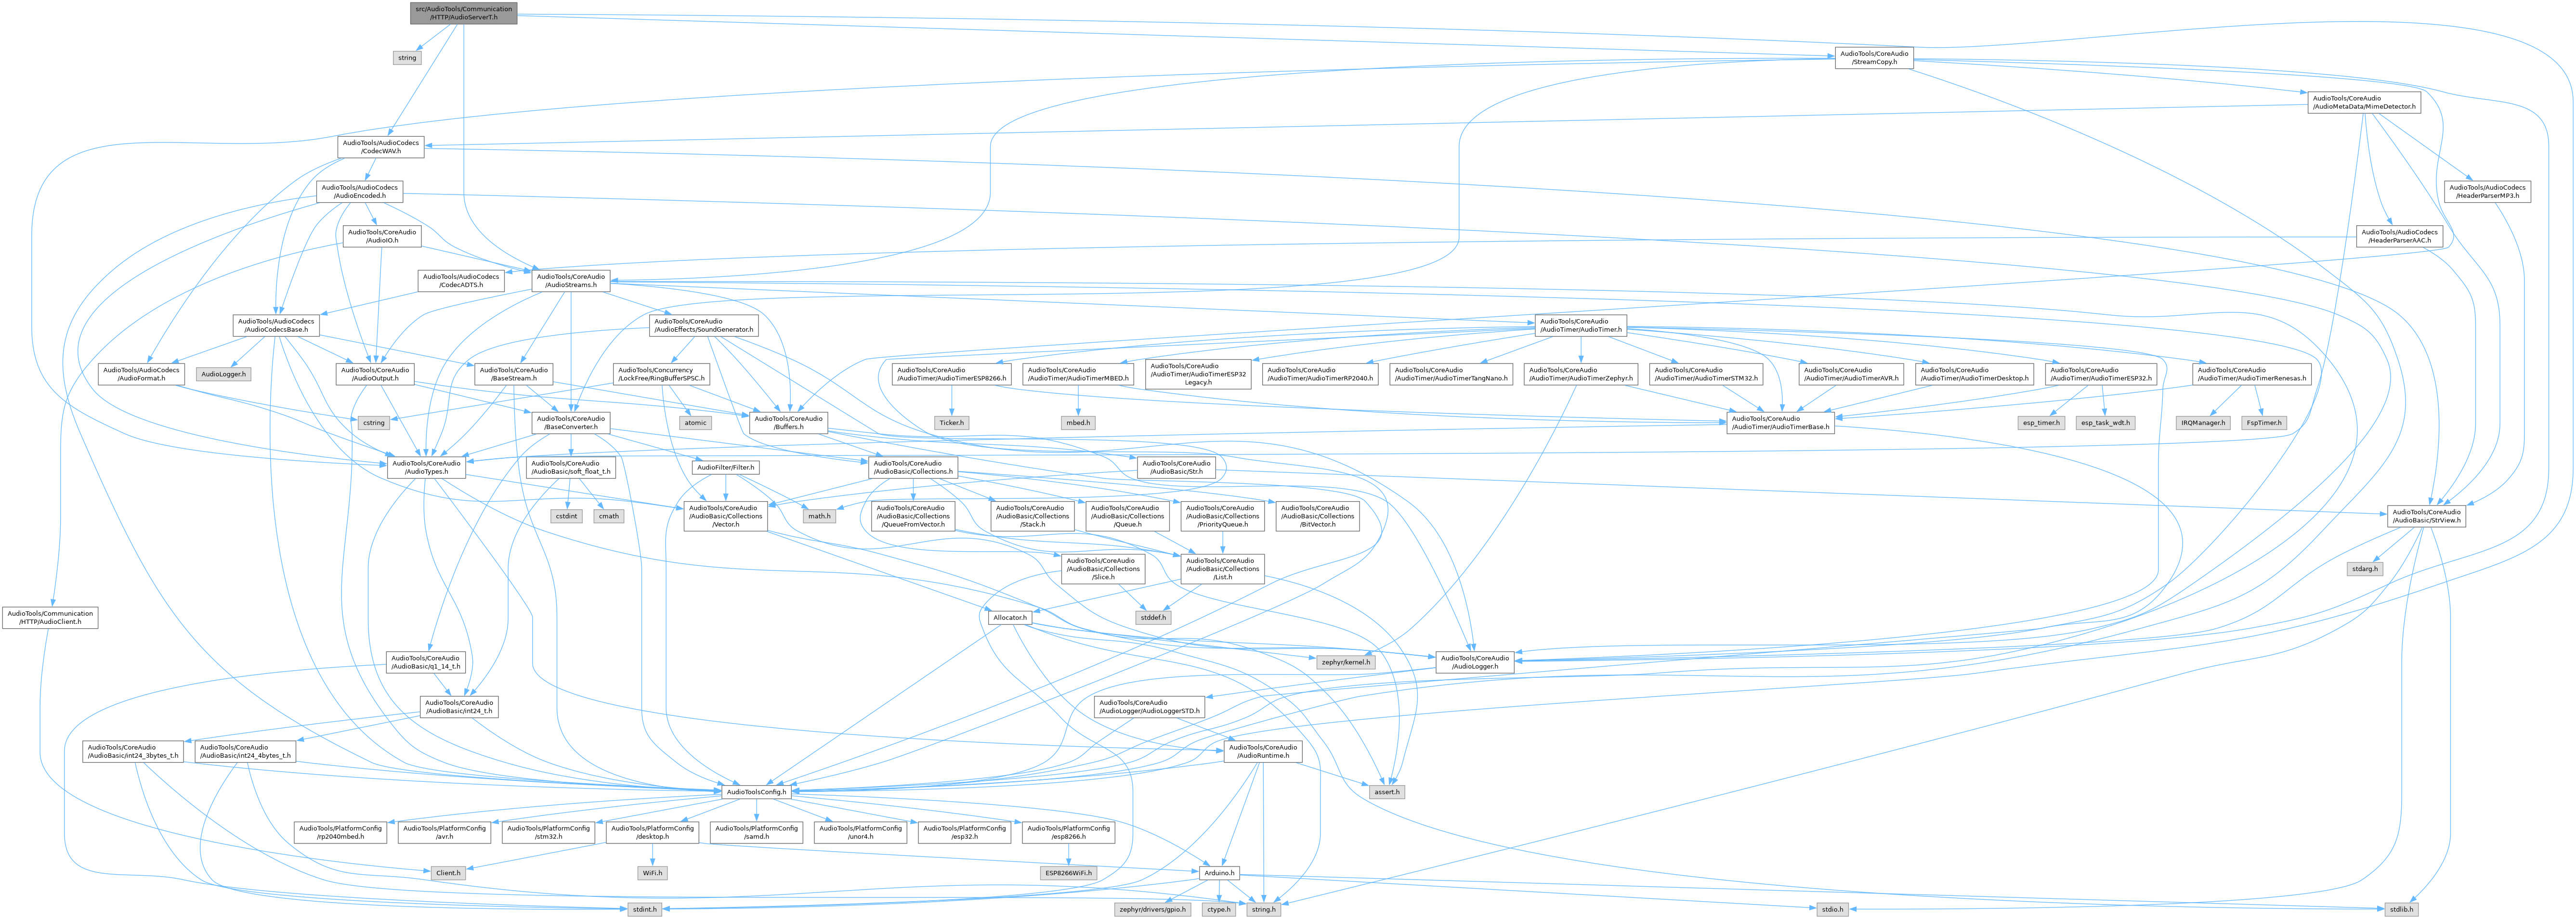 src/AudioTools/Communication
/HTTP/AudioServerT.h
string
AudioTools/CoreAudio
/StreamCopy.h
AudioTools/CoreAudio
/AudioMetaData/MimeDetector.h
AudioTools/AudioCodecs
/CodecWAV.h
AudioTools/AudioCodecs
/AudioEncoded.h
AudioTools/AudioCodecs
/HeaderParserMP3.h
AudioTools/CoreAudio
/AudioIO.h
AudioTools/AudioCodecs
/HeaderParserAAC.h
AudioTools/AudioCodecs
/CodecADTS.h
AudioTools/CoreAudio
/AudioStreams.h
AudioTools/AudioCodecs
/AudioCodecsBase.h
AudioTools/CoreAudio
/AudioEffects/SoundGenerator.h
AudioTools/CoreAudio
/AudioTimer/AudioTimer.h
AudioTools/AudioCodecs
/AudioFormat.h
AudioLogger.h
AudioTools/CoreAudio
/AudioOutput.h
AudioTools/CoreAudio
/BaseStream.h
AudioTools/Concurrency
/LockFree/RingBufferSPSC.h
AudioTools/CoreAudio
/AudioTimer/AudioTimerESP8266.h
AudioTools/CoreAudio
/AudioTimer/AudioTimerMBED.h
AudioTools/CoreAudio
/AudioTimer/AudioTimerESP32
Legacy.h
AudioTools/CoreAudio
/AudioTimer/AudioTimerRP2040.h
AudioTools/CoreAudio
/AudioTimer/AudioTimerTangNano.h
AudioTools/CoreAudio
/AudioTimer/AudioTimerZephyr.h
AudioTools/CoreAudio
/AudioTimer/AudioTimerSTM32.h
AudioTools/CoreAudio
/AudioTimer/AudioTimerAVR.h
AudioTools/CoreAudio
/AudioTimer/AudioTimerDesktop.h
AudioTools/CoreAudio
/AudioTimer/AudioTimerESP32.h
AudioTools/CoreAudio
/AudioTimer/AudioTimerRenesas.h
cstring
AudioTools/CoreAudio
/BaseConverter.h
atomic
AudioTools/CoreAudio
/Buffers.h
Ticker.h
mbed.h
AudioTools/CoreAudio
/AudioTimer/AudioTimerBase.h
esp_timer.h
esp_task_wdt.h
IRQManager.h
FspTimer.h
AudioTools/CoreAudio
/AudioTypes.h
AudioTools/CoreAudio
/AudioBasic/soft_float_t.h
AudioFilter/Filter.h
AudioTools/CoreAudio
/AudioBasic/Collections.h
AudioTools/CoreAudio
/AudioBasic/Str.h
cstdint
cmath
AudioTools/CoreAudio
/AudioBasic/Collections
/Vector.h
math.h
AudioTools/CoreAudio
/AudioBasic/Collections
/QueueFromVector.h
AudioTools/CoreAudio
/AudioBasic/Collections
/Stack.h
AudioTools/CoreAudio
/AudioBasic/Collections
/Queue.h
AudioTools/CoreAudio
/AudioBasic/Collections
/PriorityQueue.h
AudioTools/CoreAudio
/AudioBasic/Collections
/BitVector.h
AudioTools/CoreAudio
/AudioBasic/StrView.h
AudioTools/CoreAudio
/AudioBasic/Collections
/Slice.h
AudioTools/CoreAudio
/AudioBasic/Collections
/List.h
stdarg.h
AudioTools/Communication
/HTTP/AudioClient.h
Allocator.h
stddef.h
AudioTools/CoreAudio
/AudioBasic/q1_14_t.h
zephyr/kernel.h
AudioTools/CoreAudio
/AudioLogger.h
AudioTools/CoreAudio
/AudioBasic/int24_t.h
AudioTools/CoreAudio
/AudioLogger/AudioLoggerSTD.h
AudioTools/CoreAudio
/AudioBasic/int24_3bytes_t.h
AudioTools/CoreAudio
/AudioBasic/int24_4bytes_t.h
AudioTools/CoreAudio
/AudioRuntime.h
AudioToolsConfig.h
assert.h
AudioTools/PlatformConfig
/rp2040mbed.h
AudioTools/PlatformConfig
/avr.h
AudioTools/PlatformConfig
/stm32.h
AudioTools/PlatformConfig
/desktop.h
AudioTools/PlatformConfig
/samd.h
AudioTools/PlatformConfig
/unor4.h
AudioTools/PlatformConfig
/esp32.h
AudioTools/PlatformConfig
/esp8266.h
Client.h
WiFi.h
ESP8266WiFi.h
Arduino.h
stdint.h
zephyr/drivers/gpio.h
ctype.h
string.h
stdio.h
stdlib.h